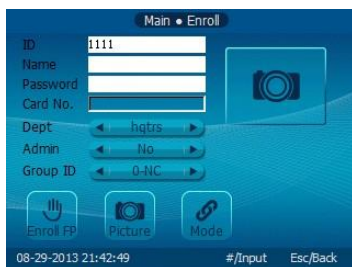 Main ● Enroll
ID 1111
Name
Password
Card No.
Dept ◀ hqtrs ▶
Admin ◀ No ▶
Group ID ◀ 0-NC ▶
Enroll FP Picture Mode
08-29-2013 21:42:49 #/Input Esc/Back